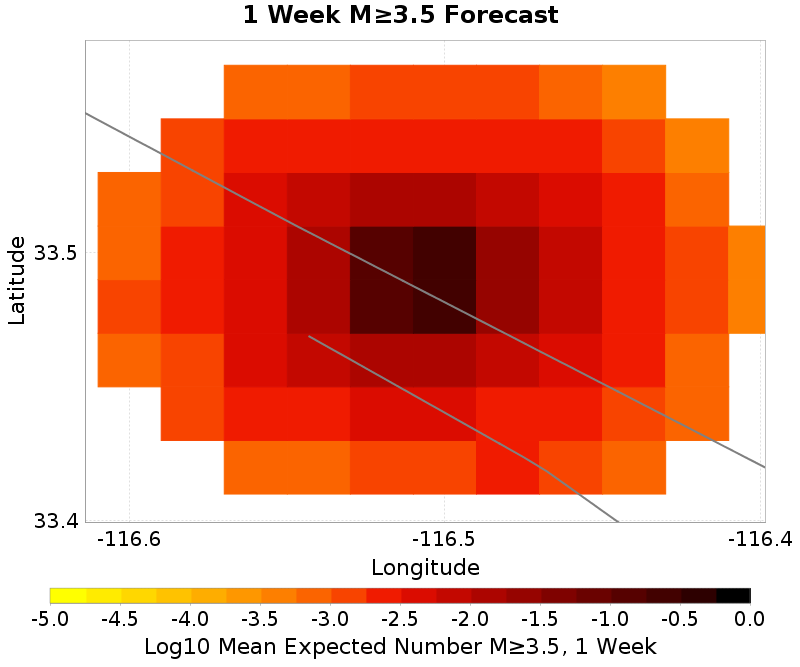 1 Week M≥3.5 Forecast
Latitude
33.5
33.4
-116.6 -116.5 -116.4
Longitude
-5.0 -4.5 -4.0 -3.5 -3.0 -2.5 -2.0 -1.5 -1.0 -0.5 0.0
Log10 Mean Expected Number M≥3.5, 1 Week